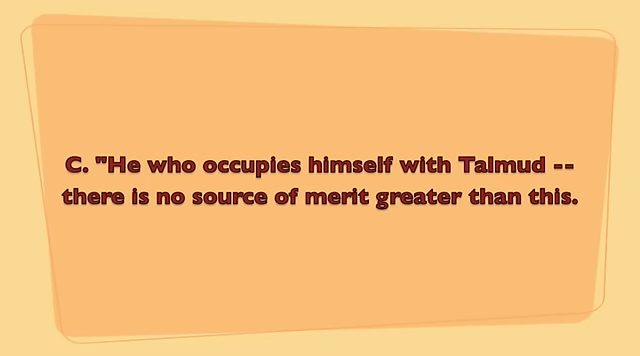 C. "He who occupies himself with Talmud --
there is no source of merit greater than this.